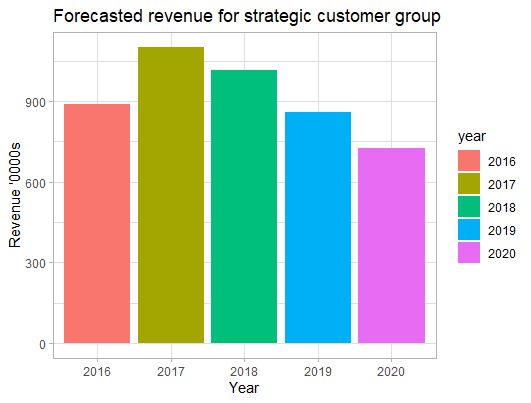 Forecasted revenue for strategic customer group
Revenue '0000s
900
600
300
0
2016 2017 2018 2019 2020
Year
year
2016
2017
2018
2019
2020